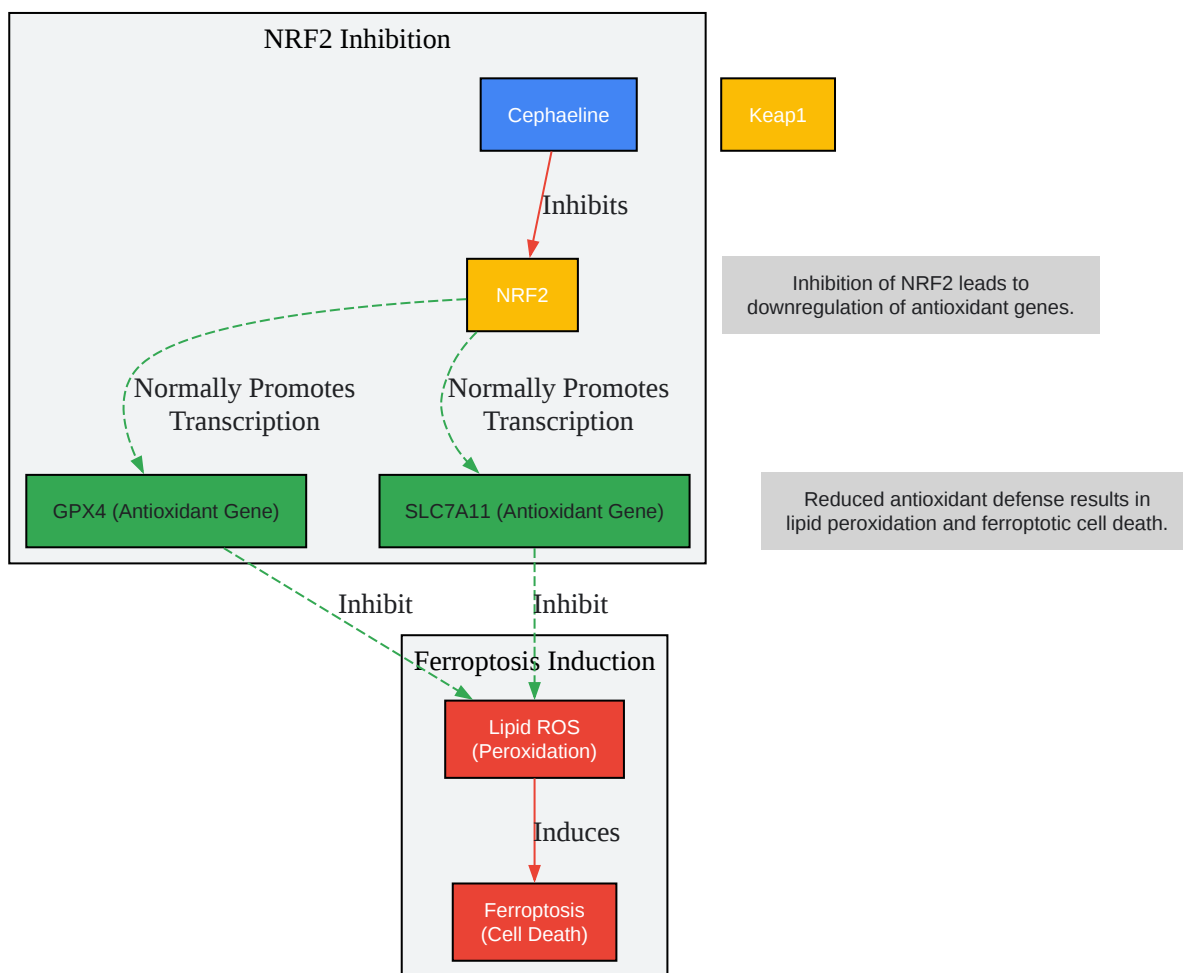 NRF2 Inhibition
Cephaeline
Keap1
Inhibits
NRF2
Inhibition of NRF2 leads to
downregulation of antioxidant genes.
Normally Promotes
Transcription
Normally Promotes
Transcription
GPX4 (Antioxidant Gene)
SLC7A11 (Antioxidant Gene)
Reduced antioxidant defense results in
lipid peroxidation and ferroptotic cell death.
Inhibit
Inhibit
Ferroptosis Induction
Lipid ROS
(Peroxidation)
Induces
Ferroptosis
(Cell Death)